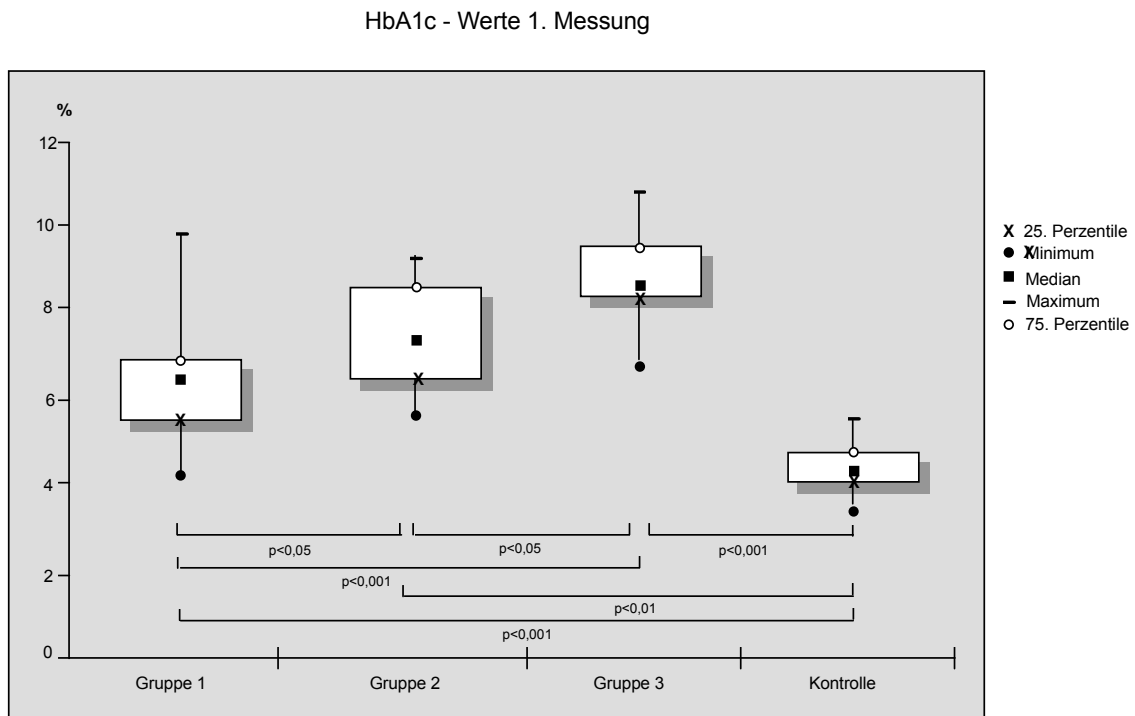 HbA1c - Werte 1. Messung
%
12
10
8
6
4
2
0
X 25. Perzentile
X Minimum
Median
Maximum
75. Perzentile
p<0,05
p<0,05
p<0,001
p<0,001
p<0,01
p<0,001
Gruppe 1
Gruppe 2
Gruppe 3
Kontrolle